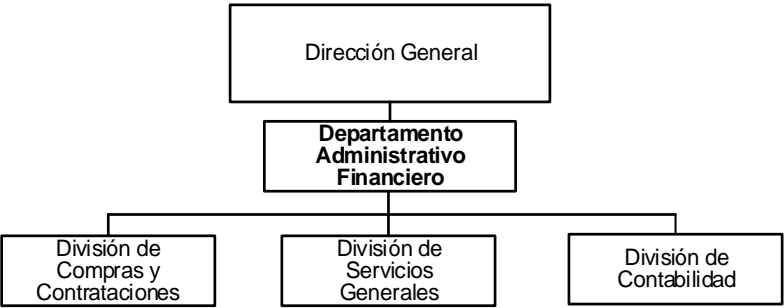 Dirección General
Departamento
Administrativo
Financiero
División de
Compras y
Contrataciones
División de
Servicios
Generales
División de
Contabilidad